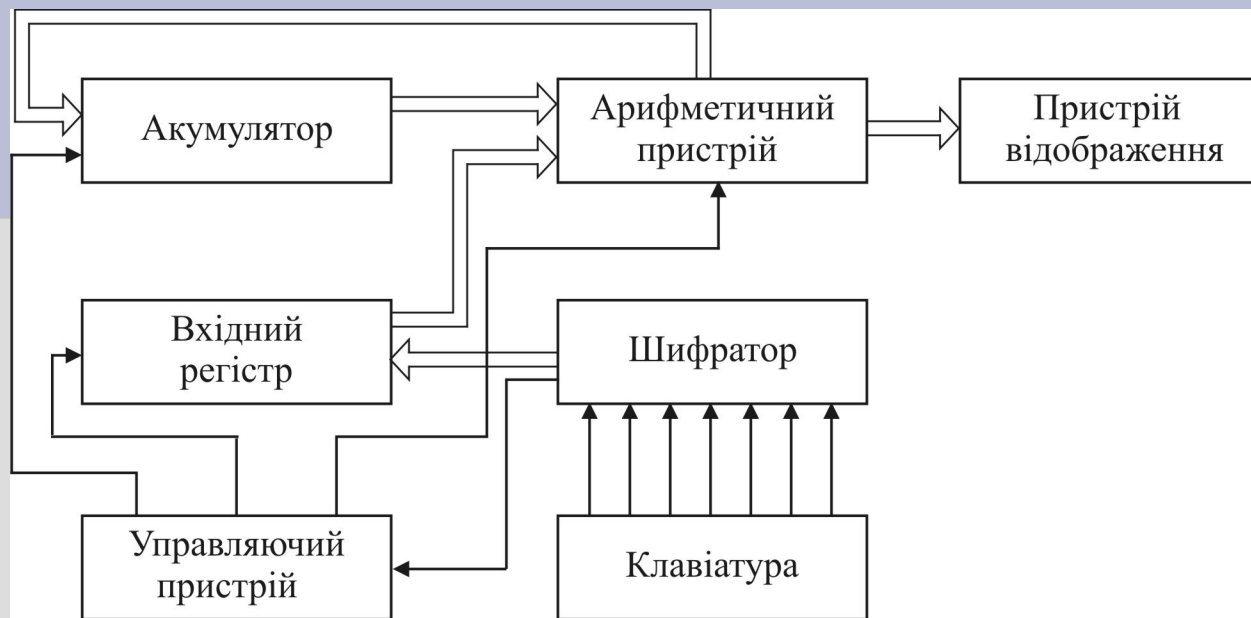 Акумулятор
Арифметичний
пристрій
Пристрій
відображення
Вхідний
регістр
Шифратор
Управляючий
пристрій
Клавіатура